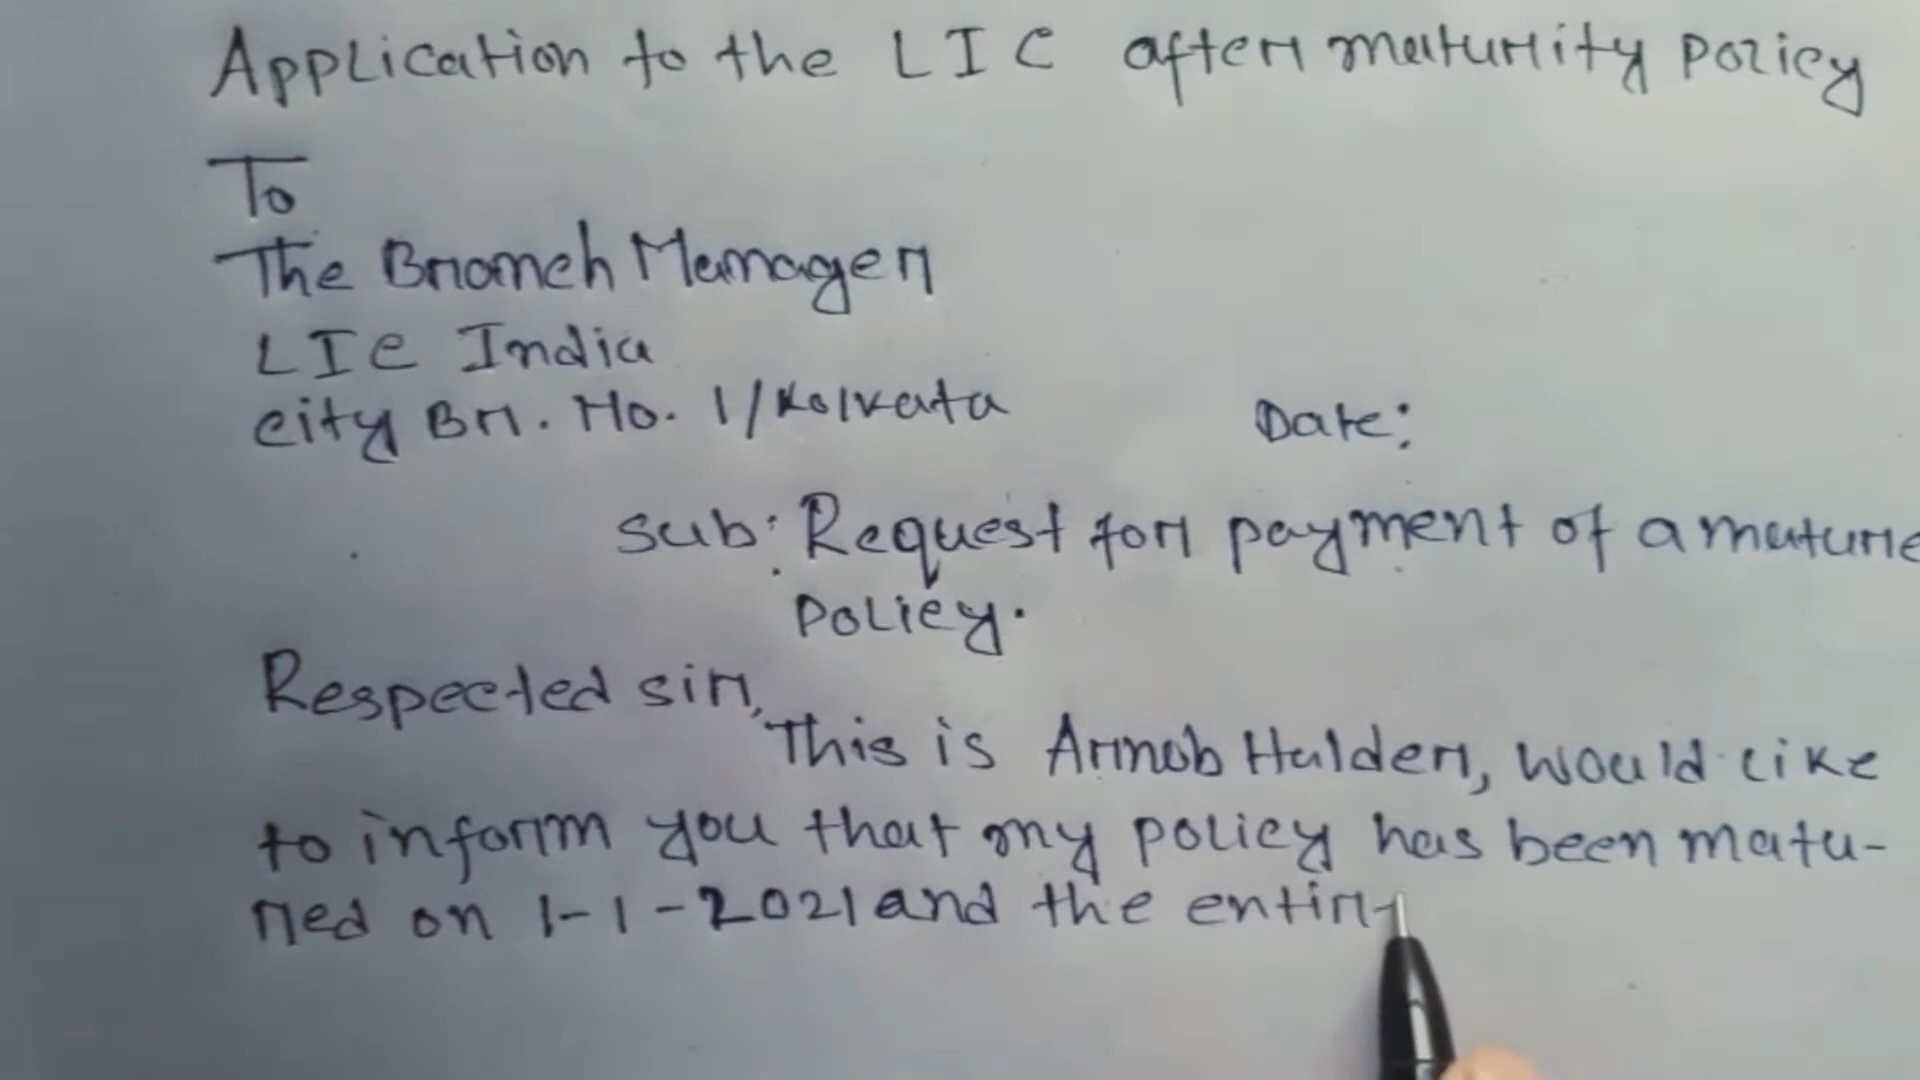 Application to the LIC after maturity policy
To
The Branch Manager
LIC India
city Br. No. 1/Kolkata
Date:
Sub: Request for payment of a mature
policy.
Respected sir,
This is Arnab Halder, would like
to inform you that my policy has been matu-
red on 1-1-2021 and the entir